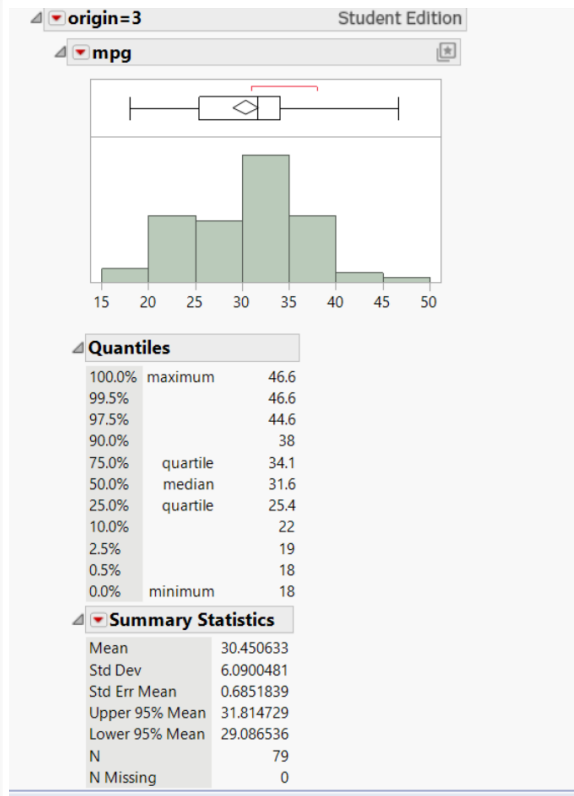 origin=3 Student Edition
mpg
15 20 25 30 35 40 45 50
Quantiles
100.0% maximum 46.6
99.5% 46.6
97.5% 44.6
90.0% 38
75.0% quartile 34.1
50.0% median 31.6
25.0% quartile 25.4
10.0% 22
2.5% 19
0.5% 18
0.0% minimum 18
Summary Statistics
Mean 30.450633
Std Dev 6.0900481
Std Err Mean 0.6851839
Upper 95% Mean 31.814729
Lower 95% Mean 29.086536
N 79
N Missing 0